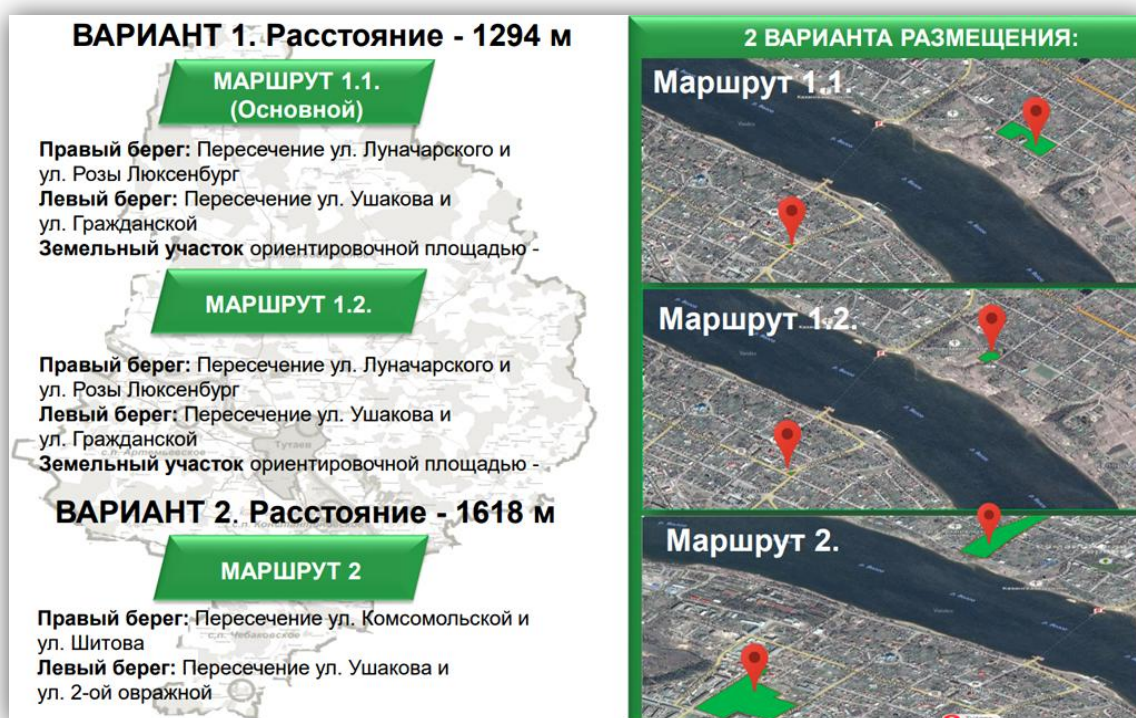 ВАРИАНТ 1. Расстояние - 1294 м
МАРШРУТ 1.1.
(Основной)
Правый берег: Пересечение ул. Луначарского и
ул. Розы Люксенбург
Левый берег: Пересечение ул. Ушакова и
ул. Гражданской
Земельный участок ориентировочной площадью -
МАРШРУТ 1.2.
Правый берег: Пересечение ул. Луначарского и
ул. Розы Люксенбург
Левый берег: Пересечение ул. Ушакова и
ул. Гражданской
Земельный участок ориентировочной площадью -
Тутаев
с.п. Артемьевское
ВАРИАНТ 2. Расстояние - 1618 м
МАРШРУТ 2
Правый берег: Пересечение ул. Комсомольской и
ул. Шитова
с.п. Чебаковское
Левый берег: Пересечение ул. Ушакова и
ул. 2-ой овражной
2 ВАРИАНТА РАЗМЕЩЕНИЯ:
Маршрут 1.1.
Маршрут 1.2.
Маршрут 2.